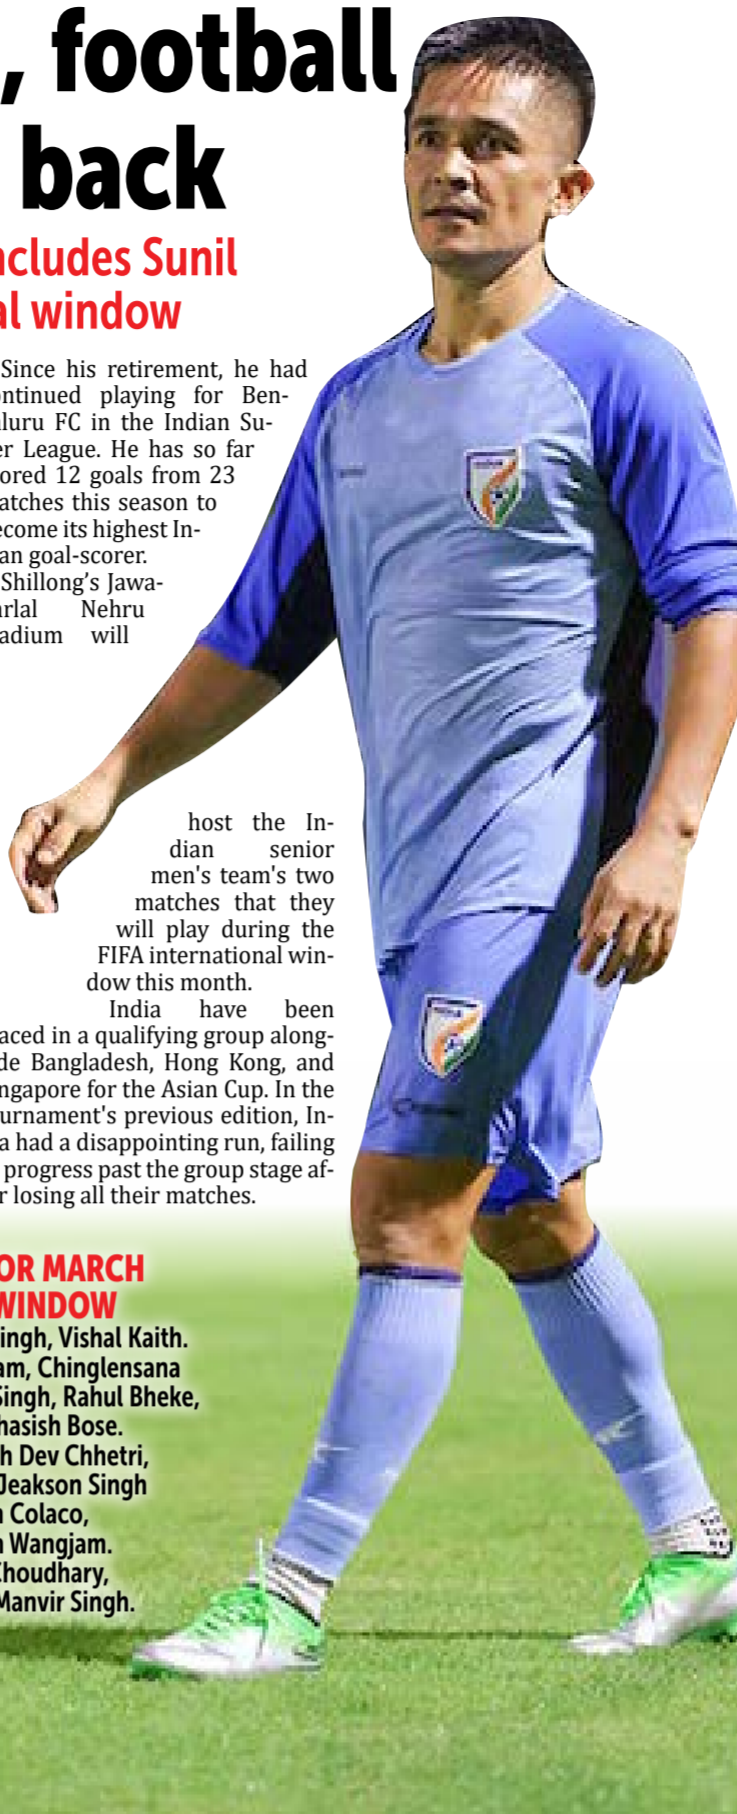 , football
back
ncludes Sunil
al window
Since his retirement, he had
ontinued playing for Ben-
aluru FC in the Indian Su-
er League. He has so far
ored 12 goals from 23
atches this season to
ecome its highest In-
an goal-scorer.
Shillong’s Jawa-
arlal Nehru
adium will
host the In-
dian senior
men's team's two
matches that they
will play during the
FIFA international win-
dow this month.
India have been
aced in a qualifying group along-
de Bangladesh, Hong Kong, and
ngapore for the Asian Cup. In the
urnament's previous edition, In-
a had a disappointing run, failing
progress past the group stage af-
r losing all their matches.
OR MARCH
WINDOW
ingh, Vishal Kaith.
am, Chinglensana
Singh, Rahul Bheke,
hasish Bose.
h Dev Chhetri,
Jeakson Singh
n Colaco,
n Wangjam.
Choudhary,
Manvir Singh.